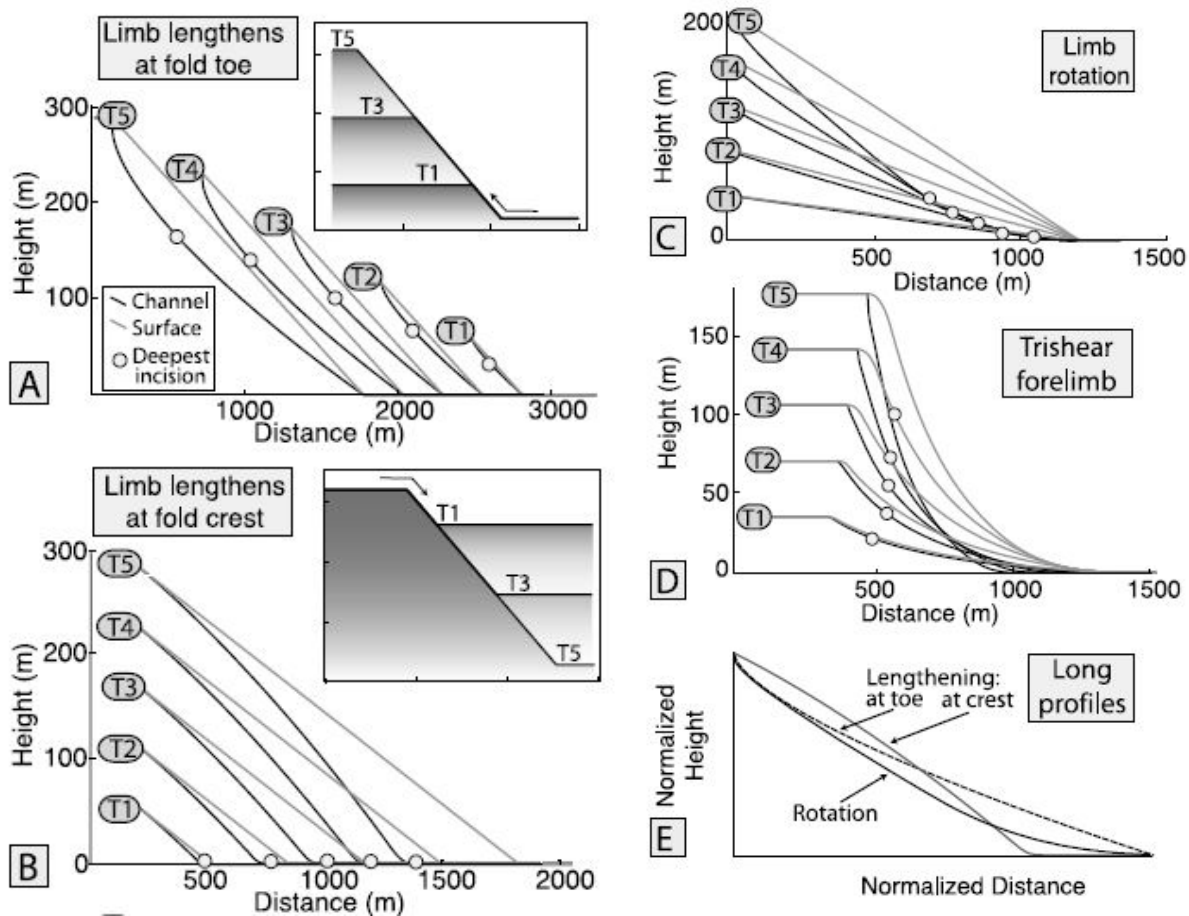 Limb lengthens
at fold toe
T5
T3
T1
300
200
100
Height (m)
T5
T4
T3
T2
T1
Channel
Surface
Deepest
incision
A
1000
2000
3000
Distance (m)
Limb lengthens
at fold crest
T1
T3
T5
300
200
100
0
Height (m)
T5
T4
T3
T2
T1
B
500
1000
1500
2000
Distance (m)
200
100
0
Height (m)
T5
T4
T3
T2
T1
Limb
rotation
C
500
1000
1500
Distance (m)
150
100
50
0
Height (m)
T5
T4
T3
T2
T1
Trishear
forelimb
D
500
1000
1500
Distance (m)
Normalized
Height
Lengthening:
at toe at crest
Rotation
Long
profiles
E
Normalized Distance